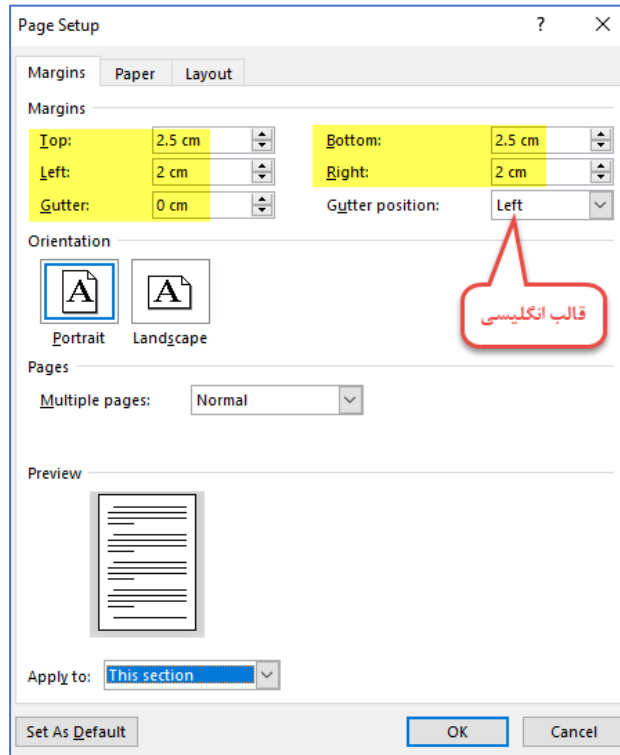 Page Setup ? ×
Margins Paper Layout
Margins
Top: 2.5 cm Bottom: 2.5 cm
Left: 2 cm Right: 2 cm
Gutter: 0 cm Gutter position: Left
قالب انگلیسی
Orientation
A A
Portrait Landscape
Pages
Multiple pages: Normal
Preview
Apply to: This section
Set As Default OK Cancel